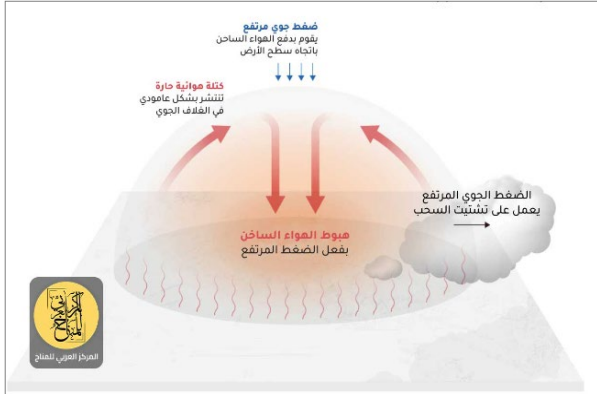 ضغط جوي مرتفع
يقوم بدفع الهواء الساخن
باتجاه سطح الأرض
كتلة هوائية حارة
تنتشر بشكل عامودي
في الغلاف الجوي
الضغط الجوي المرتفع
يعمل على تشتيت السحب
هبوط الهواء الساخن
بفعل الضغط المرتفع
المركز العربي للمناخ